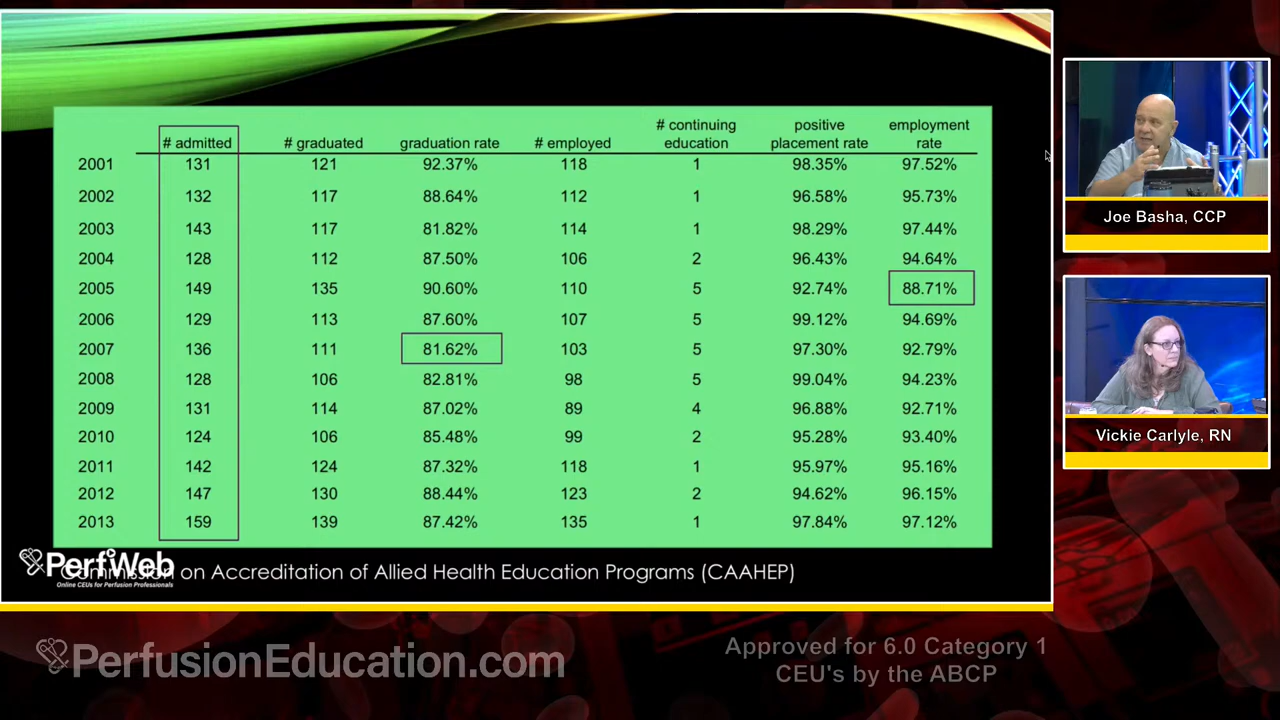 # admitted # graduated graduation rate # employed # continuing education positive placement rate employment rate
2001 131 121 92.37% 118 1 98.35% 97.52%
2002 132 117 88.64% 112 1 96.58% 95.73%
2003 143 117 81.82% 114 1 98.29% 97.44%
2004 128 112 87.50% 106 2 96.43% 94.64%
2005 149 135 90.60% 110 5 92.74% 88.71%
2006 129 113 87.60% 107 5 99.12% 94.69%
2007 136 111 81.62% 103 5 97.30% 92.79%
2008 128 106 82.81% 98 5 99.04% 94.23%
2009 131 114 87.02% 89 4 96.88% 92.71%
2010 124 106 85.48% 99 2 95.28% 93.40%
2011 142 124 87.32% 118 1 95.97% 95.16%
2012 147 130 88.44% 123 2 94.62% 96.15%
2013 159 139 87.42% 135 1 97.84% 97.12%
PerfWeb
Online CEUs for Perfusion Professionals
on Accreditation of Allied Health Education Programs (CAAHEP)
Joe Basha, CCP
Vickie Carlyle, RN
PerfusionEducation.com
Approved for 6.0 Category 1
CEU's by the ABCP